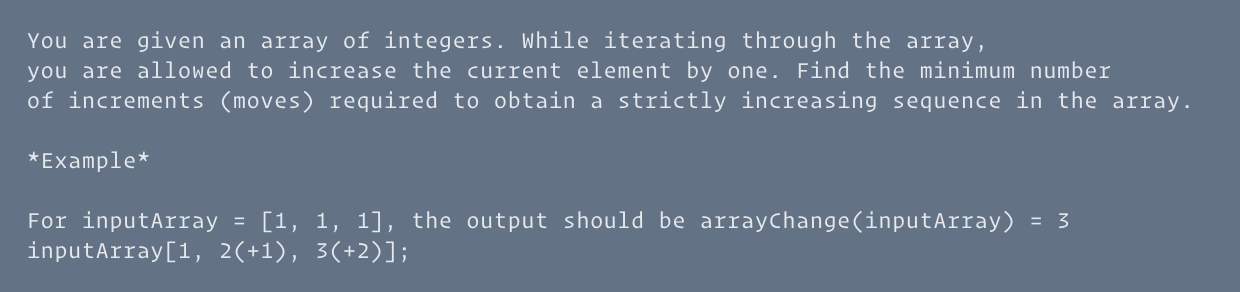 You are given an array of integers. While iterating through the array,
you are allowed to increase the current element by one. Find the minimum number
of increments (moves) required to obtain a strictly increasing sequence in the array.
*Example*
For inputArray = [1, 1, 1], the output should be arrayChange(inputArray) = 3
inputArray[1, 2(+1), 3(+2)];